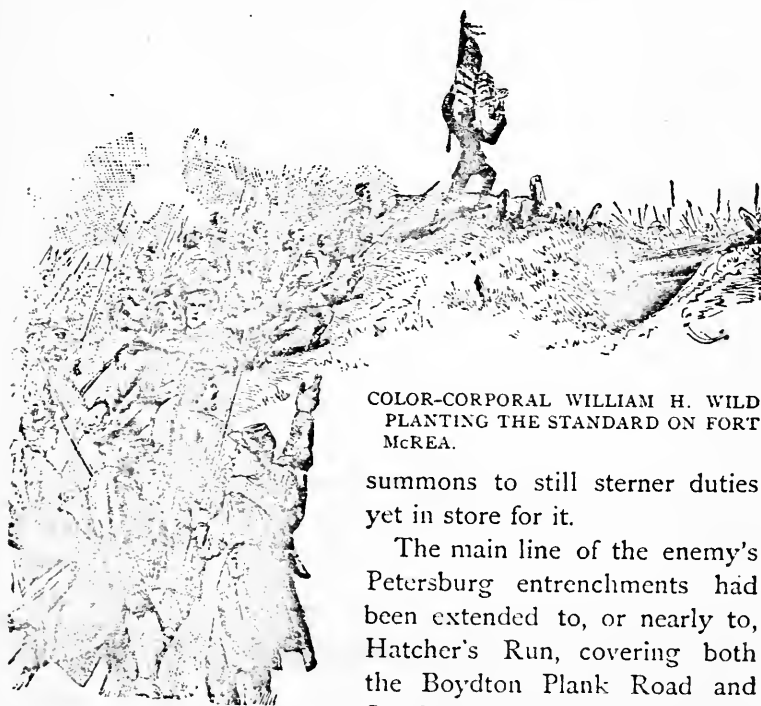 COLOR-CORPORAL WILLIAM H. WILD
PLANTING THE STANDARD ON FORT
McREA.
summons to still sterner duties
yet in store for it.
The main line of the enemy's
Petersburg entrenchments had
been extended to, or nearly to,
Hatcher's Run, covering both
the Boydton Plank Road and